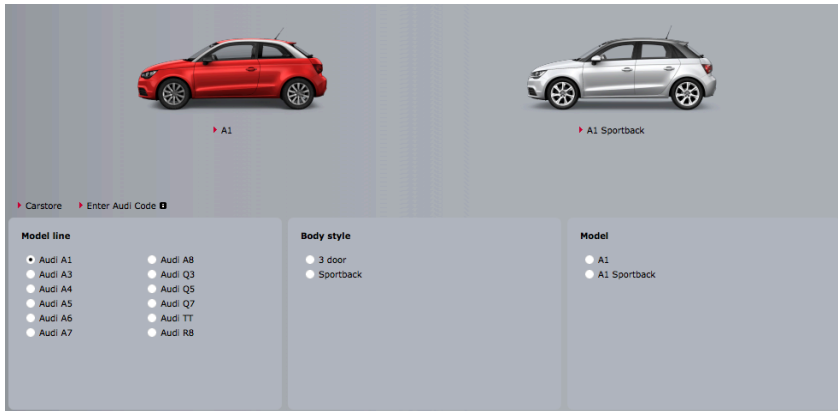 A1
A1 Sportback
Carstore
Enter Audi Code
Model line
Audi A1
Audi A3
Audi A4
Audi A5
Audi A6
Audi A7
Audi A8
Audi Q3
Audi Q5
Audi Q7
Audi TT
Audi R8
Body style
3 door
Sportback
Model
A1
A1 Sportback